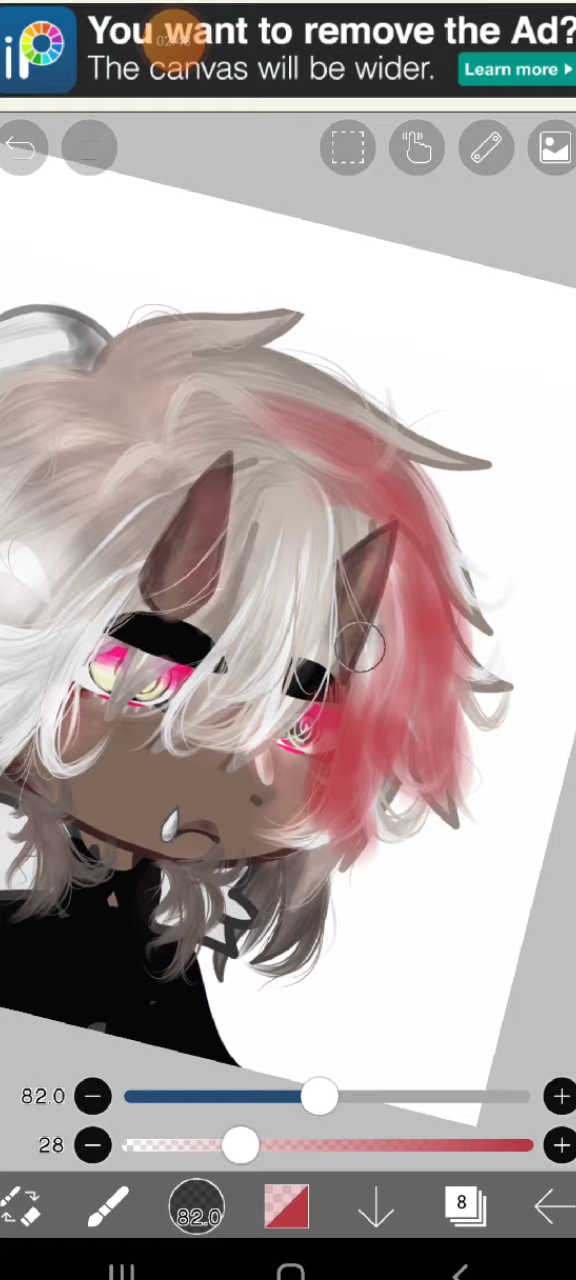 iP
You want to remove the Ad?
The canvas will be wider.
Learn more
82.0
28
82.0
8